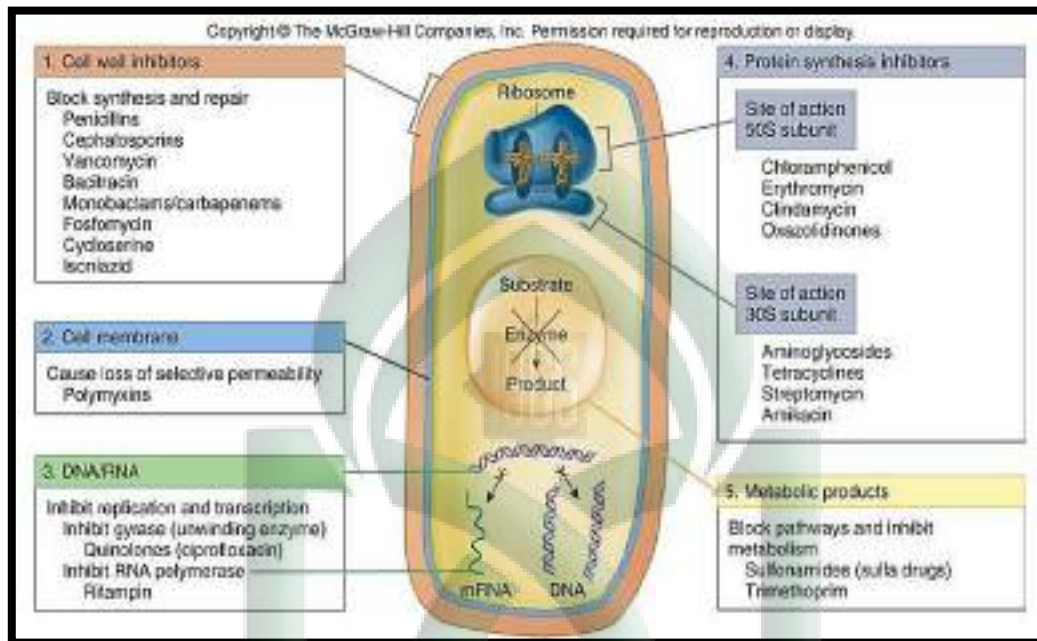 Copyright © The McGraw-Hill Companies, Inc. Permission required for reproduction or display.
1. Cell wall inhibitors
Block synthesis and repair
Penicillins
Cephalosporins
Vancomycin
Bacitracin
Monobactams/carbapenems
Fosfomycin
Cycloserine
Isoniazid
2. Cell membrane
Cause loss of selective permeability
Polymyxins
3. DNA/RNA
Inhibit replication and transcription
Inhibit gyrase (unwinding enzyme)
Quinolones (ciprofloxacin)
Inhibit RNA polymerase
Rifampin
Ribosome
Substrate
Enzyme
Product
mRNA
DNA
4. Protein synthesis inhibitors
Site of action
50S subunit
Chloramphenicol
Erythromycin
Clindamycin
Oxazolidinones
Site of action
30S subunit
Aminoglycosides
Tetracyclines
Streptomycin
Amikacin
5. Metabolic products
Block pathways and inhibit
metabolism
Sulfonamides (sulfa drugs)
Trimethoprim